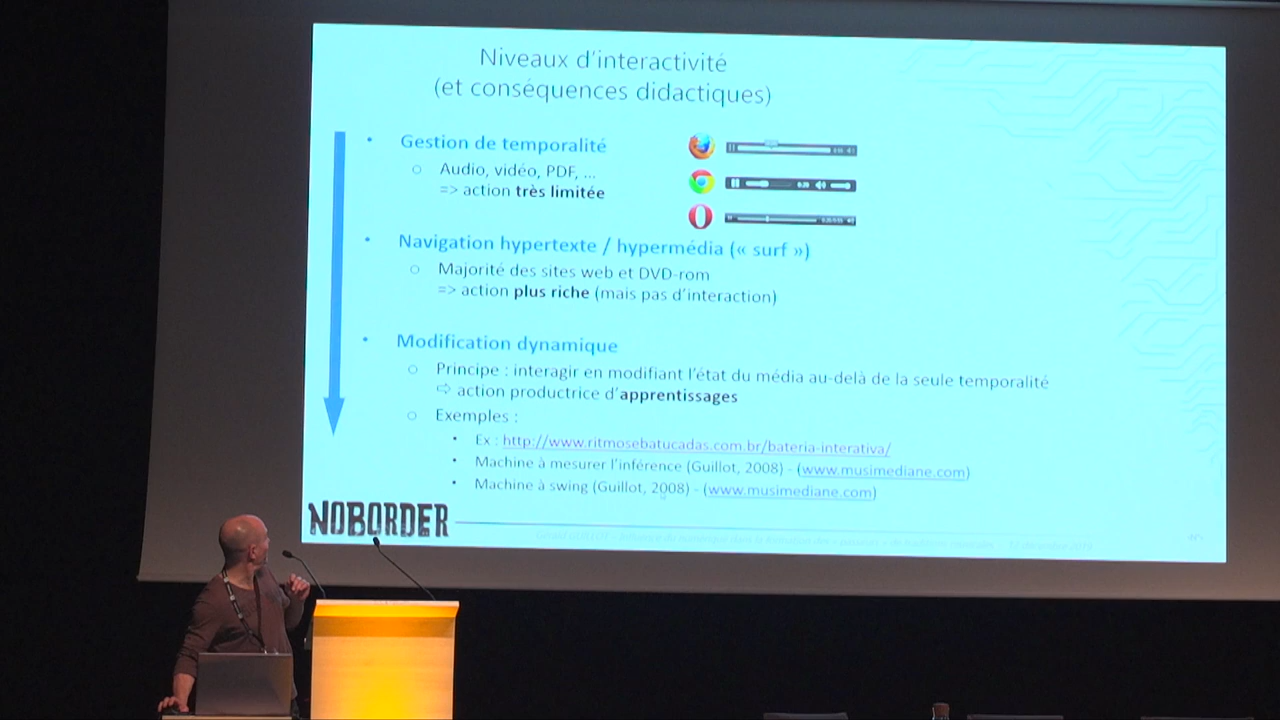 Niveaux d'interactivité
(et conséquences didactiques)
• Gestion de temporalité
o Audio, vidéo, PDF, ...
=> action très limitée
• Navigation hypertexte / hypermédia (« surf »)
o Majorité des sites web et DVD-rom
=> action plus riche (mais pas d'interaction)
• Modification dynamique
o Principe : interagir en modifiant l'état du média au-delà de la seule temporalité
⇨ action productrice d'apprentissages
o Exemples :
• Ex : http://www.ritmosebatucadas.com.br/bateria-interativa/
• Machine à mesurer l'inférence (Guillot, 2008) - (www.musimediane.com)
• Machine à swing (Guillot, 2008) - (www.musimediane.com)
NOBORDER